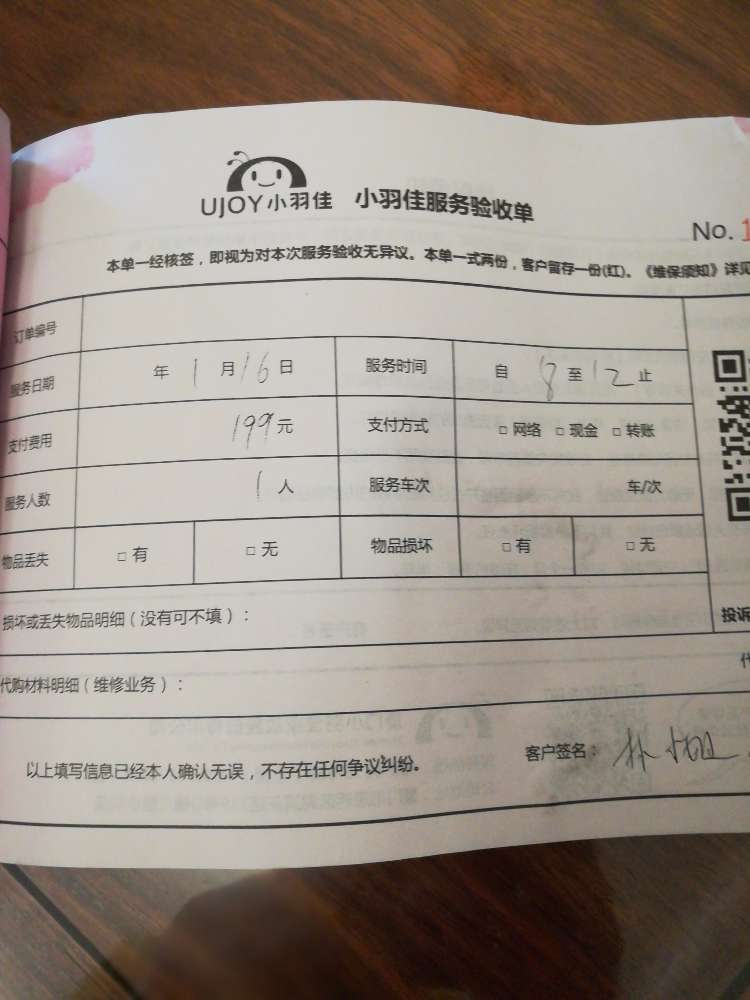 UJOY小羽佳 小羽佳服务验收单
No. 1
本单一经核签，即视为对本次服务验收无异议。本单一式两份，客户留存一份(红)。《维保须知》详见
订单编号
服务日期 年 1 月 16 日 服务时间 自 8 至 12 止
支付费用 199 元 支付方式 □ 网络 □ 现金 □ 转账
服务人数 1 人 服务车次 车/次
物品丢失 □ 有 □ 无 物品损坏 □ 有 □ 无
损坏或丢失物品明细（没有可不填）：
投诉
代购材料明细（维修业务）：
代
以上填写信息已经本人确认无误，不存在任何争议纠纷。 客户签名：